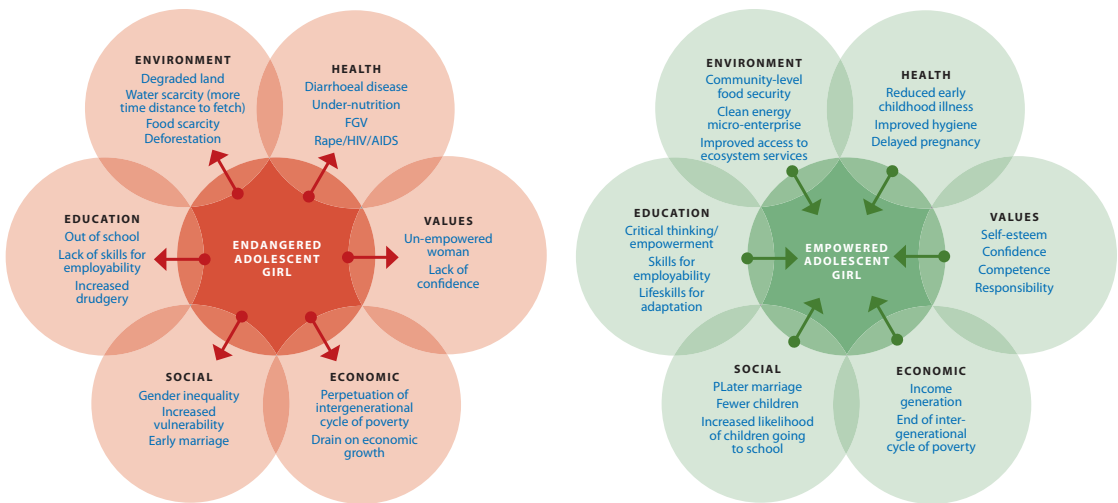 ENVIRONMENT
Degraded land
Water scarcity (more
time distance to fetch)
Food scarcity
Deforestation
HEALTH
Diarrhoeal disease
Under-nutrition
FGV
Rape/HIV/AIDS
EDUCATION
Out of school
Lack of skills for
employability
Increased
drudgery
ENDANGERED
ADOLESCENT
GIRL
VALUES
Un-empowered
woman
Lack of
confidence
SOCIAL
Gender inequality
Increased
vulnerability
Early marriage
ECONOMIC
Perpetuation of
intergenerational
cycle of poverty
Drain on economic
growth
ENVIRONMENT
Community-level
food security
Clean energy
micro-enterprise
Improved access to
ecosystem services
HEALTH
Reduced early
childhood illness
Improved hygiene
Delayed pregnancy
EDUCATION
Critical thinking/
empowerment
Skills for
employability
Lifeskills for
adaptation
EMPOWERED
ADOLESCENT
GIRL
VALUES
Self-esteem
Confidence
Competence
Responsibility
SOCIAL
PLater marriage
Fewer children
Increased likelihood
of children going
to school
ECONOMIC
Income
generation
End of inter-
generational
cycle of poverty